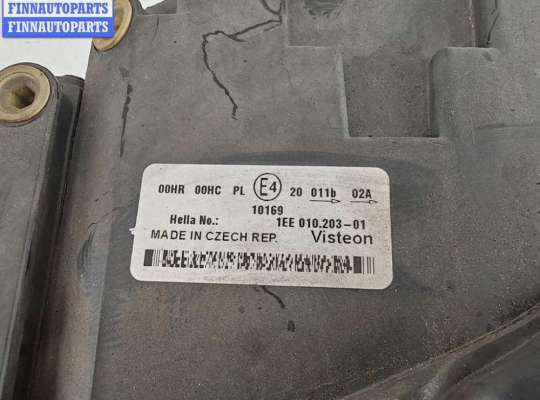 FINNAUTOPARTS
FINNAUTOPARTS
00HR 00HC PL E4 20 011b 02A
10169
Hella No.: 1EE 010.203-01
MADE IN CZECH REP. Visteon